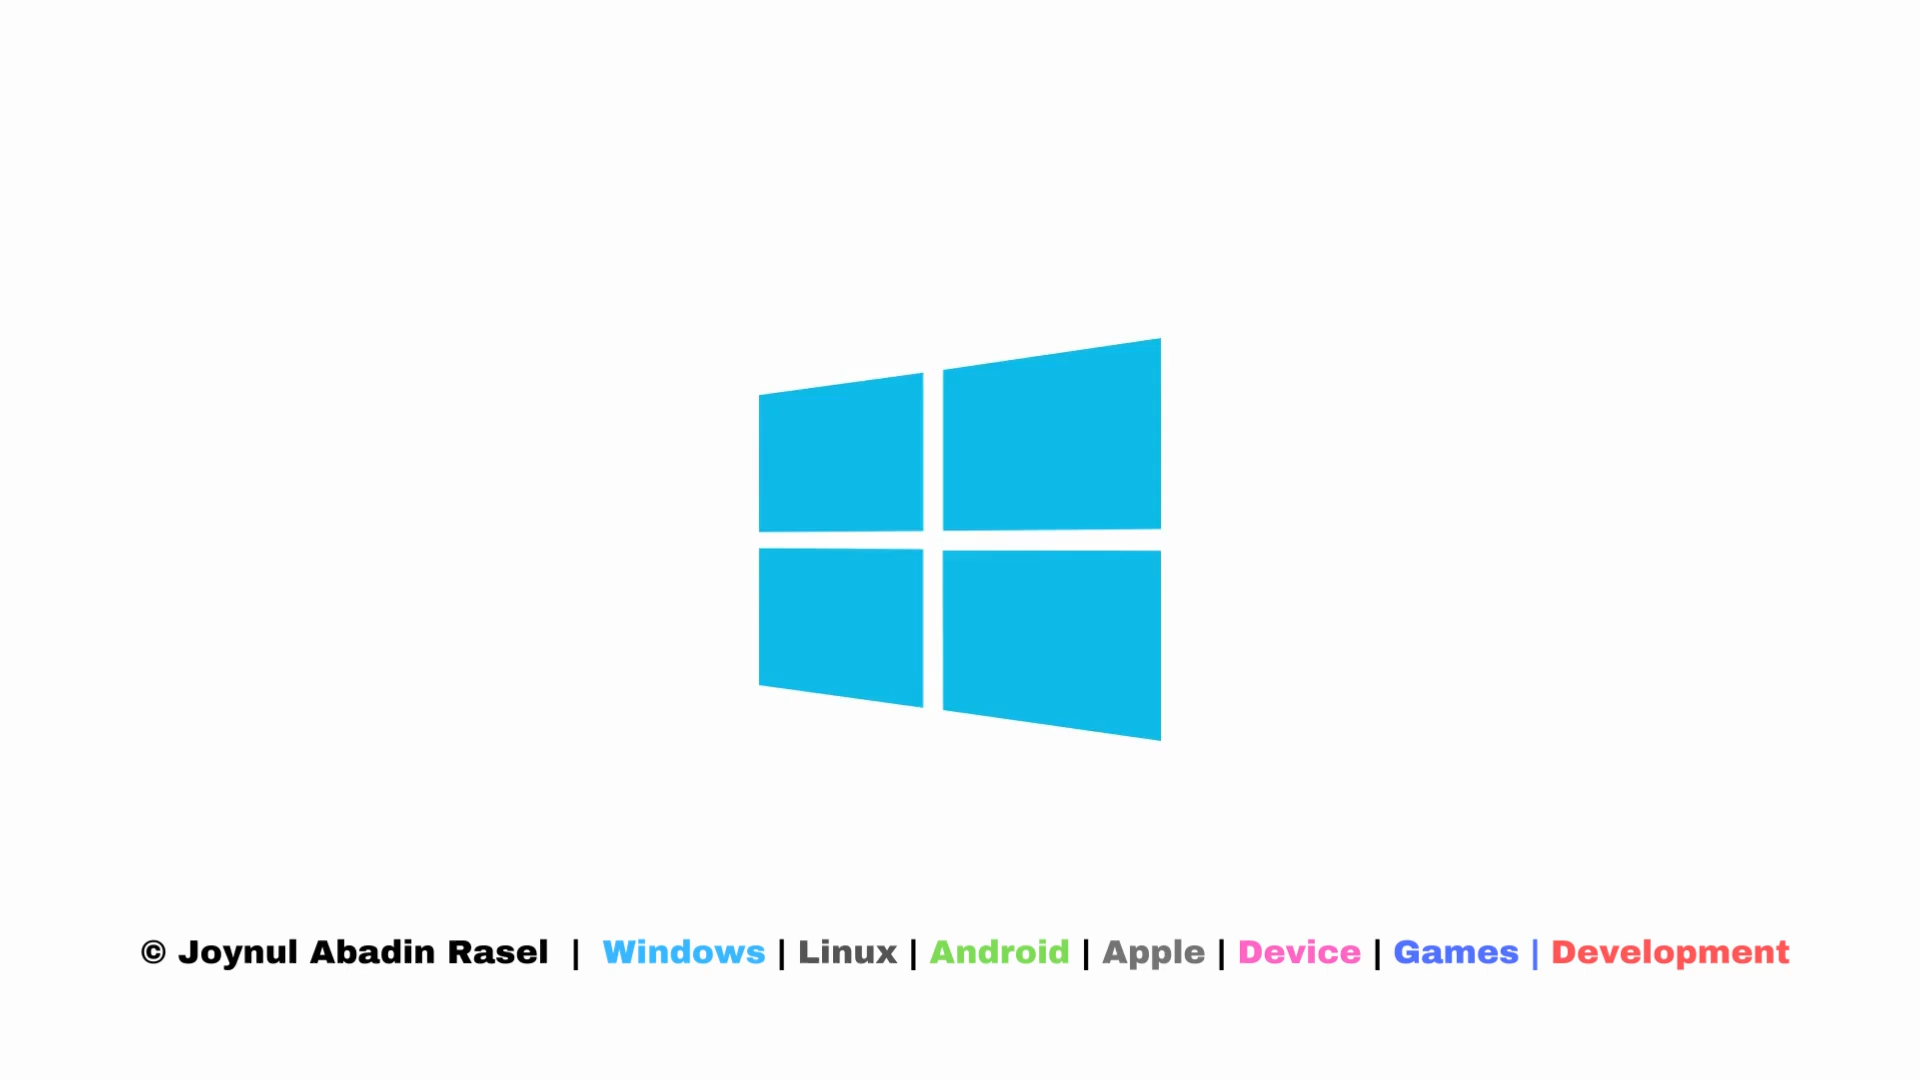 © Joynul Abadin Rasel | Windows | Linux | Android | Apple | Device | Games | Development